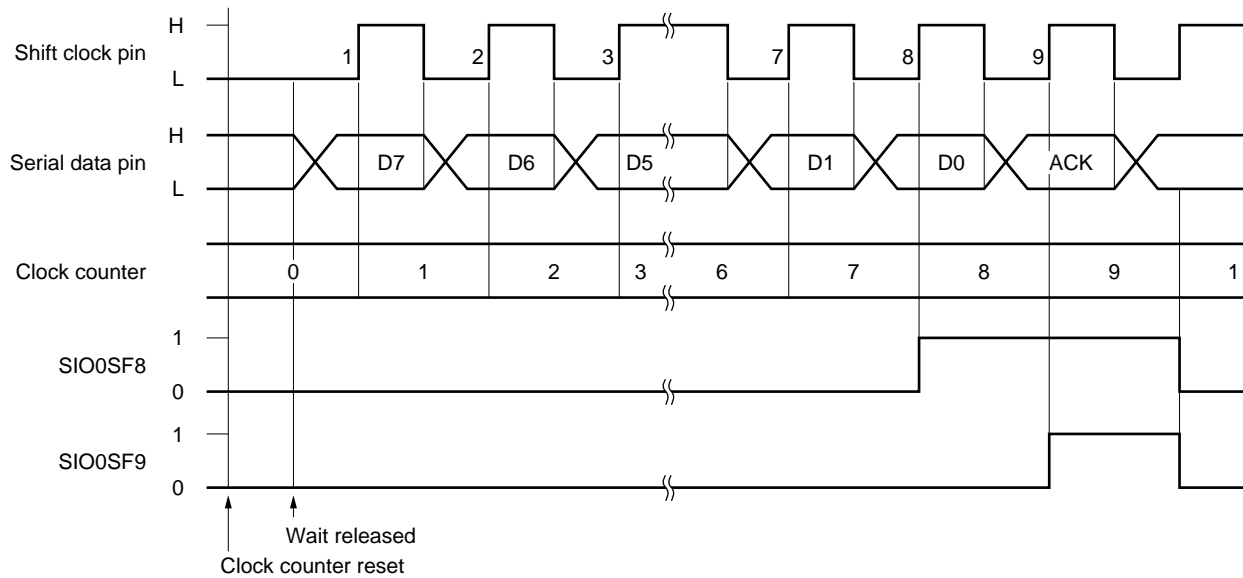 H
Shift clock pin
1 2 3 7 8 9
L
H
Serial data pin
D7 D6 D5 D1 D0 ACK
L
Clock counter
0 1 2 3 6 7 8 9 1
1
SIO0SF8
0
1
SIO0SF9
0
Wait released
Clock counter reset